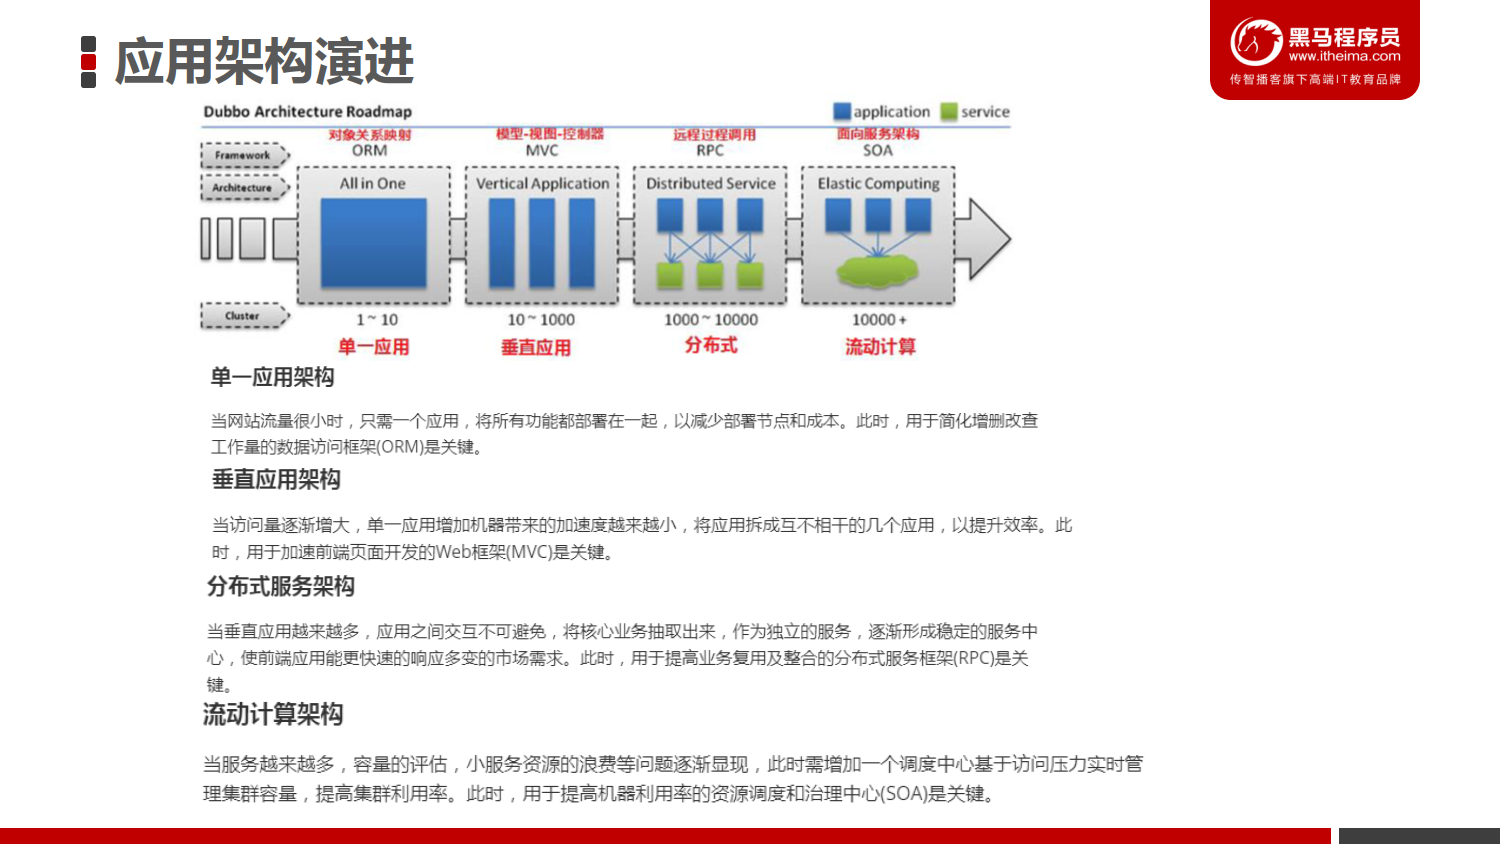 应用架构演进
黑马程序员
www.itheima.com
传智播客旗下高端IT教育品牌
Dubbo Architecture Roadmap
application
service
对象关系映射
模型-视图-控制器
远程过程调用
面向服务架构
Framework
ORM
MVC
RPC
SOA
Architecture
All in One
Vertical Application
Distributed Service
Elastic Computing
Cluster
1 ~ 10
10 ~ 1000
1000 ~ 10000
10000 +
单一应用
垂直应用
分布式
流动计算
单一应用架构
当网站流量很小时，只需一个应用，将所有功能都部署在一起，以减少部署节点和成本。此时，用于简化增删改查
工作量的数据访问框架(ORM)是关键。
垂直应用架构
当访问量逐渐增大，单一应用增加机器带来的加速度越来越小，将应用拆成互不相干的几个应用，以提升效率。此
时，用于加速前端页面开发的Web框架(MVC)是关键。
分布式服务架构
当垂直应用越来越多，应用之间交互不可避免，将核心业务抽取出来，作为独立的服务，逐渐形成稳定的服务中
心，使前端应用能更快速的响应多变的市场需求。此时，用于提高业务复用及整合的分布式服务框架(RPC)是关
键。
流动计算架构
当服务越来越多，容量的评估，小服务资源的浪费等问题逐渐显现，此时需增加一个调度中心基于访问压力实时管
理集群容量，提高集群利用率。此时，用于提高机器利用率的资源调度和治理中心(SOA)是关键。